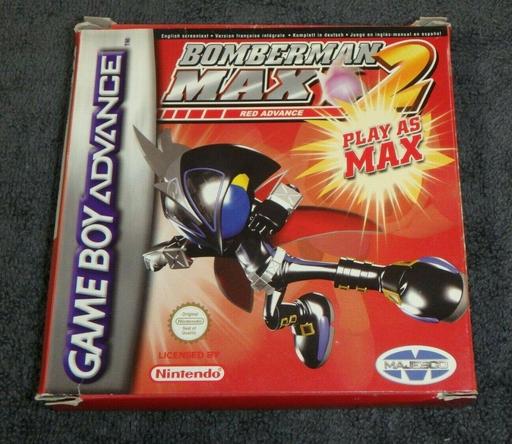 English screentext • Version française intégrale • Komplett in deutsch • Juego en inglés-manual en español
BOMBERMAN
MAX 2
RED ADVANCE
PLAY AS
MAX
GAME BOY ADVANCE
TM
Original
Nintendo
Seal of
Quality
LICENSED BY
Nintendo
M
MAJESCO